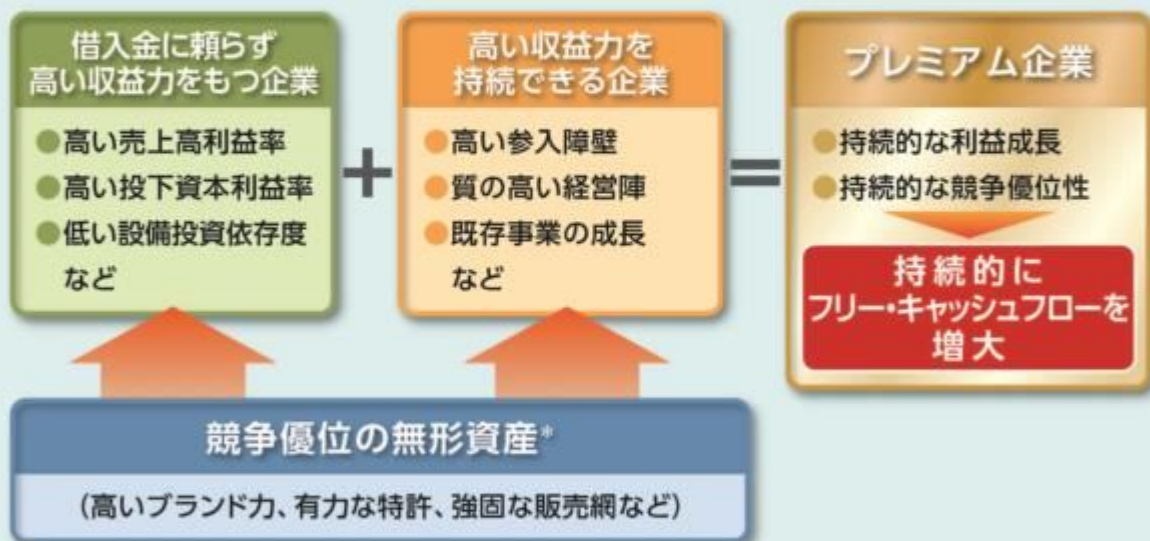 借入金に頼らず
高い収益力をもつ企業
●高い売上高利益率
●高い投下資本利益率
●低い設備投資依存度
など
+
高い収益力を
持続できる企業
●高い参入障壁
●質の高い経営陣
●既存事業の成長
など
=
プレミアム企業
●持続的な利益成長
●持続的な競争優位性
持続的に
フリー・キャッシュフローを
増大
競争優位の無形資産*
(高いブランド力、有力な特許、強固な販売網など)